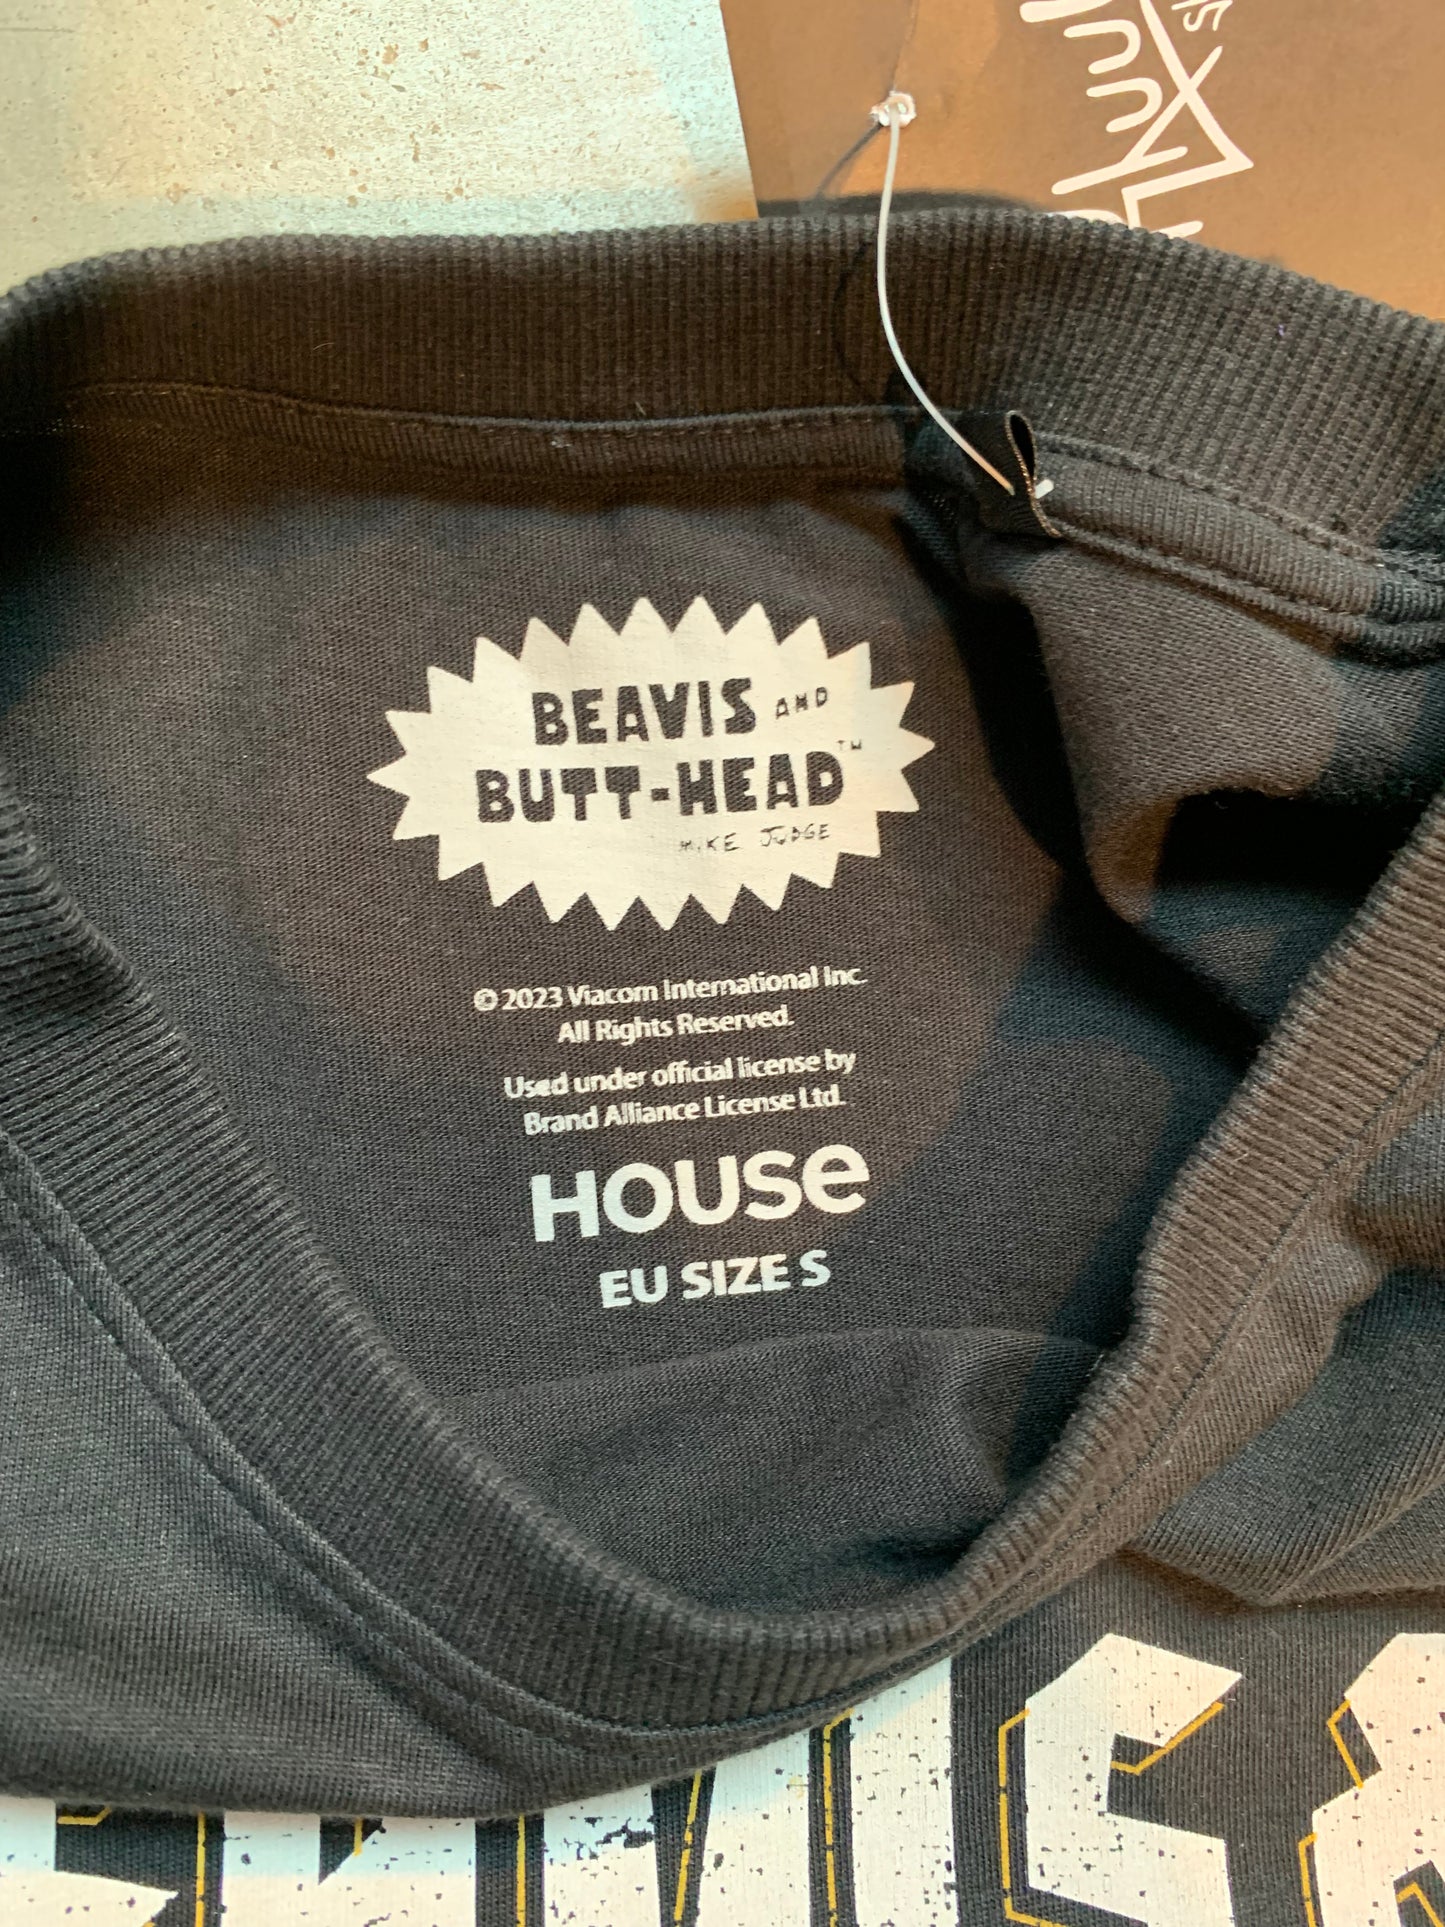 BEAVIS AND
BUTT-HEAD™
MIKE JUDGE
© 2023 Viacom International Inc.
All Rights Reserved.
Used under official license by
Brand Alliance License Ltd.
HOUSe
EU SIZE S